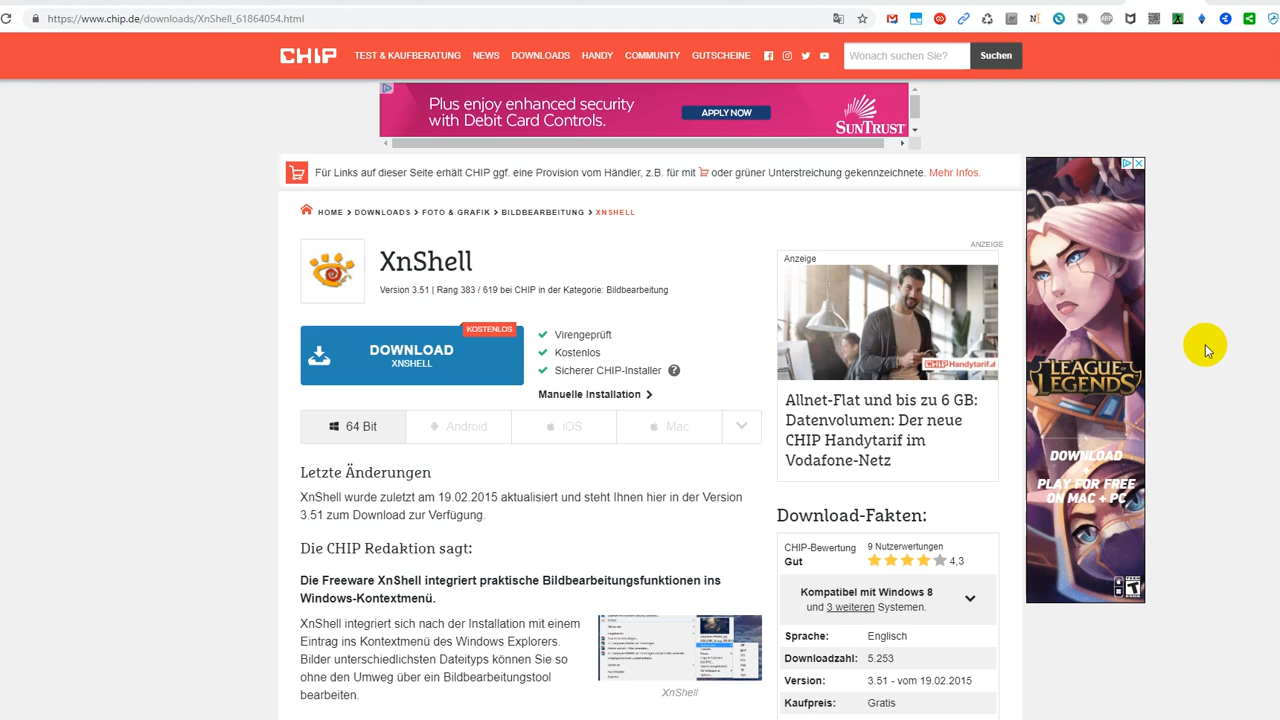 https://www.chip.de/downloads/XnShell_61864054.html
CHIP
TEST & KAUFBERATUNG NEWS DOWNLOADS HANDY COMMUNITY GUTSCHEINE
Wonach suchen Sie?
Suchen
Plus enjoy enhanced security
with Debit Card Controls.
APPLY NOW
SUNTRUST
Für Links auf dieser Seite erhält CHIP ggf. eine Provision vom Händler, z.B. für mit oder grüner Unterstreichung gekennzeichnete. Mehr Infos.
HOME > DOWNLOADS > FOTO & GRAFIK > BILDBEARBEITUNG > XNSHELL
XnShell
Version 3.51 | Rang 383 / 619 bei CHIP in der Kategorie: Bildbearbeitung
KOSTENLOS
DOWNLOAD
XNSHELL
Virengeprüft
Kostenlos
Sicherer CHIP-Installer ?
Manuelle Installation >
64 Bit Android iOS Mac
Letzte Änderungen
XnShell wurde zuletzt am 19.02.2015 aktualisiert und steht Ihnen hier in der Version
3.51 zum Download zur Verfügung.
Die CHIP Redaktion sagt:
Die Freeware XnShell integriert praktische Bildbearbeitungsfunktionen ins
Windows-Kontextmenü.
XnShell integriert sich nach der Installation mit einem
Eintrag ins Kontextmenü des Windows Explorers.
Bilder unterschiedlichsten Dateityps können Sie so
ohne den Umweg über ein Bildbearbeitungstool
bearbeiten.
XnShell
ANZEIGE
Anzeige
CHIP Handytarif
Allnet-Flat und bis zu 6 GB:
Datenvolumen: Der neue
CHIP Handytarif im
Vodafone-Netz
Download-Fakten:
CHIP-Bewertung 9 Nutzerwertungen
Gut 4,3
Kompatibel mit Windows 8
und 3 weiteren Systemen.
Sprache: Englisch
Downloadzahl: 5.253
Version: 3.51 - vom 19.02.2015
Kaufpreis: Gratis
LEAGUE OF
LEGENDS
DOWNLOAD
+
PLAY FOR FREE
ON MAC + PC